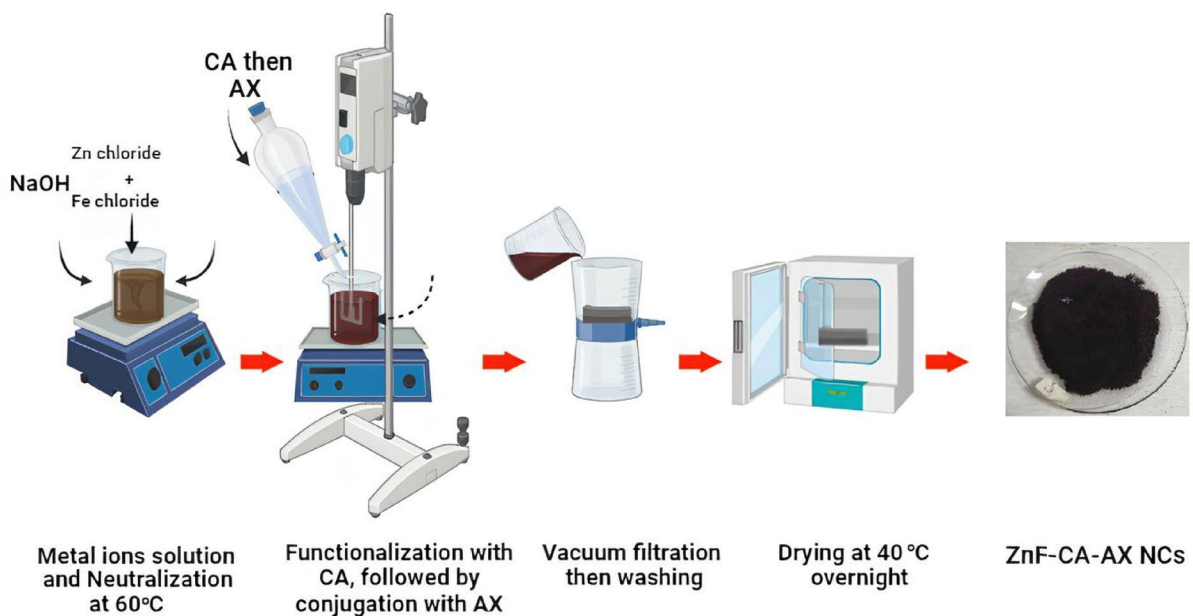 CA then
AX
Zn chloride
NaOH +
Fe chloride
Metal ions solution
and Neutralization
at 60°C
Functionalization with
CA, followed by
conjugation with AX
Vacuum filtration
then washing
Drying at 40 °C
overnight
ZnF-CA-AX NCs